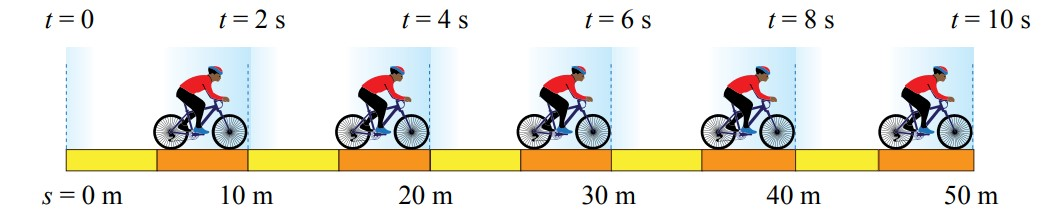 t = 0 t = 2 s t = 4 s t = 6 s t = 8 s t = 10 s
s = 0 m 10 m 20 m 30 m 40 m 50 m